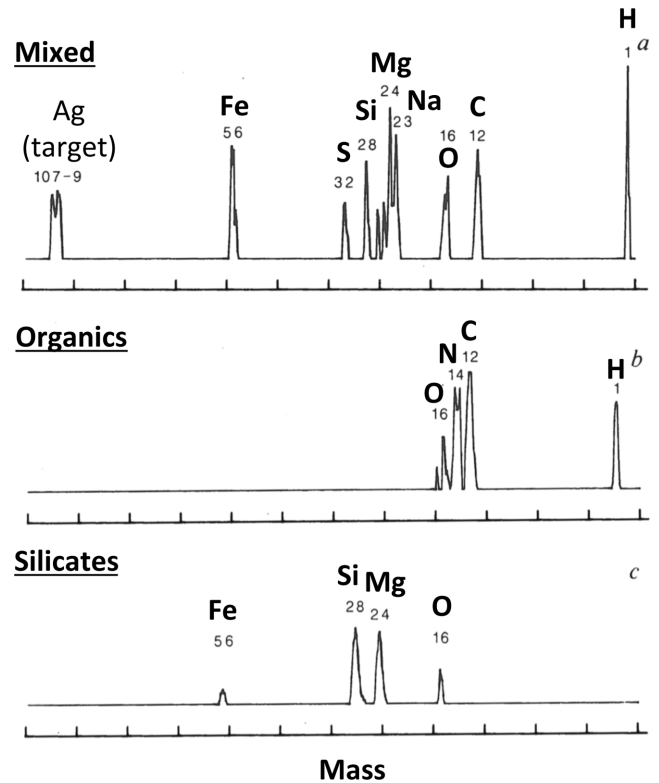 H
Mixed
1 a
Mg
Ag
(target)
Fe
Si
24
Na
C
S
23
16
12
56
28
O
107-9
32
Organics
C
N
12
H b
O
14
1
16
Silicates
Si Mg
c
Fe
28 24
O
56
16
Mass